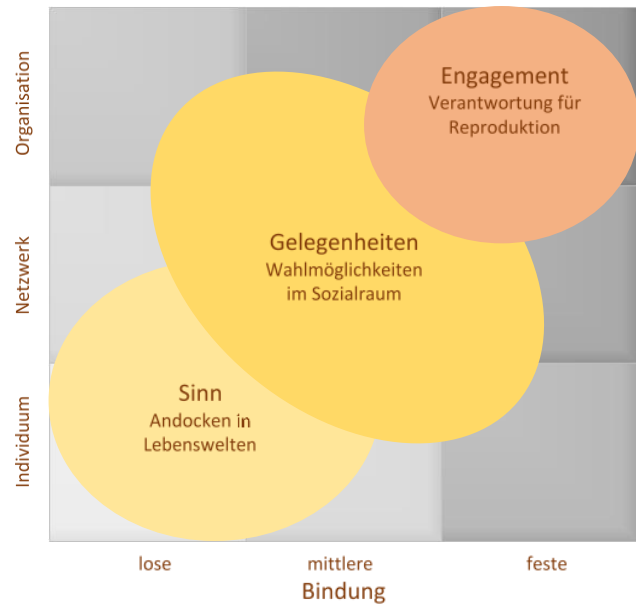 Organisation
Engagement
Verantwortung für
Reproduktion
Netzwerk
Gelegenheiten
Wahlmöglichkeiten
im Sozialraum
Individuum
Sinn
Andocken in
Lebenswelten
lose
mittlere
feste
Bindung